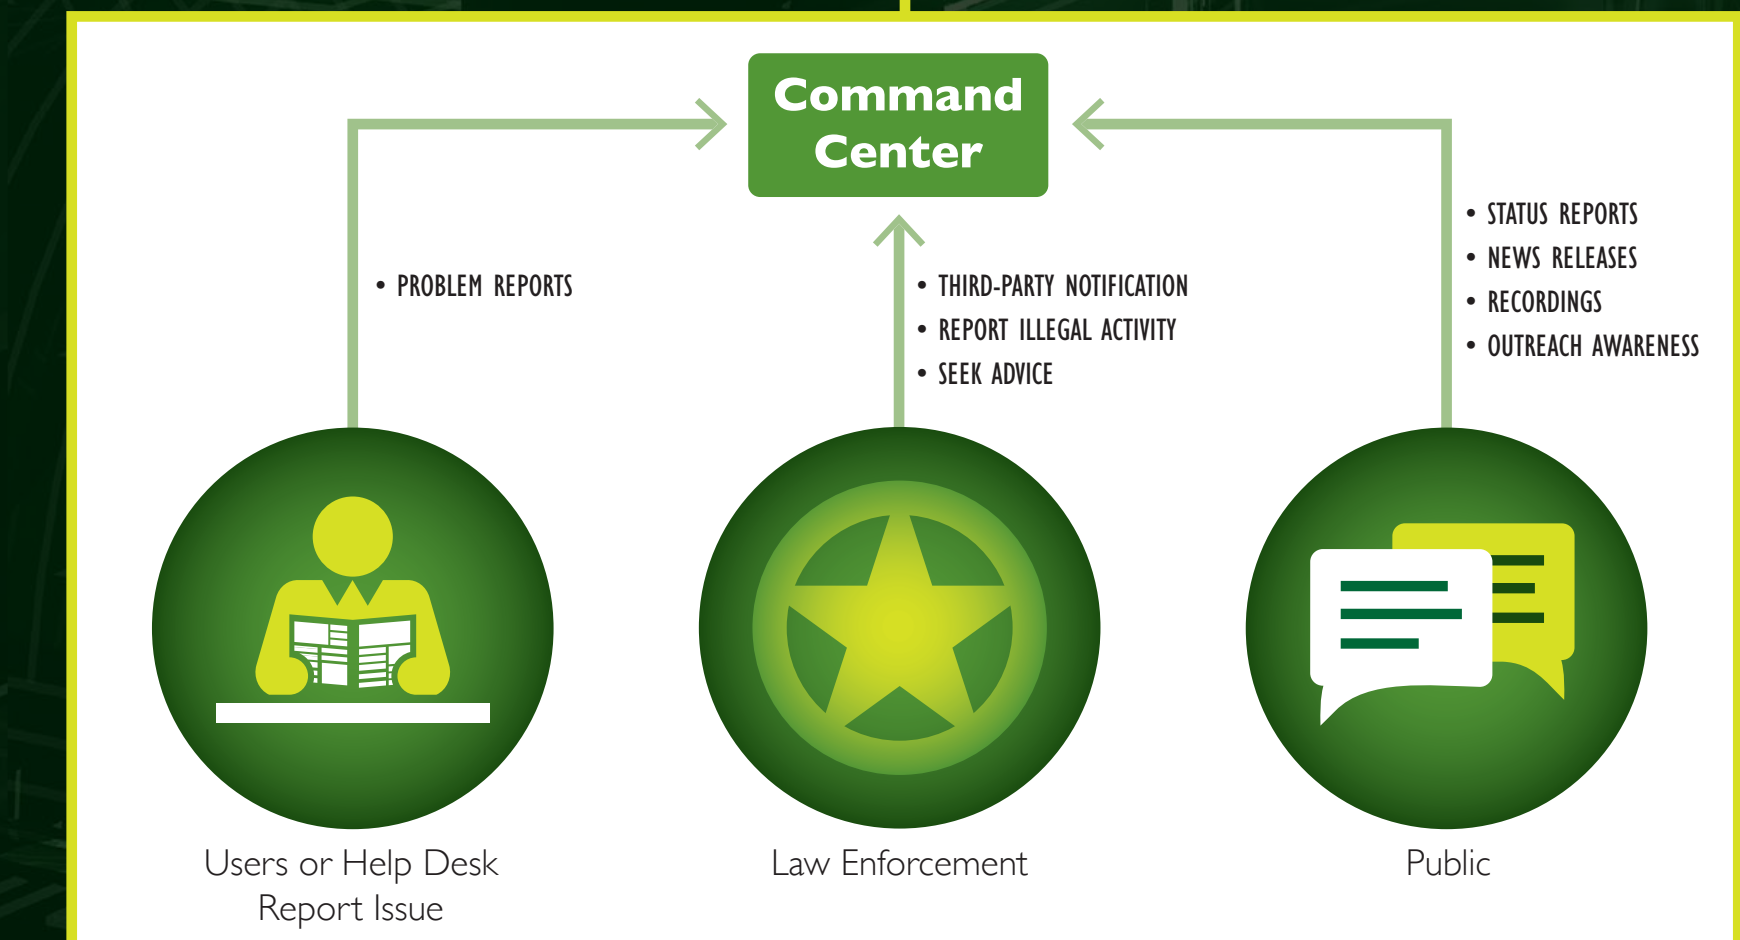 Command
Center
• PROBLEM REPORTS
• THIRD-PARTY NOTIFICATION
• REPORT ILLEGAL ACTIVITY
• SEEK ADVICE
• STATUS REPORTS
• NEWS RELEASES
• RECORDINGS
• OUTREACH AWARENESS
Users or Help Desk
Report Issue
Law Enforcement
Public